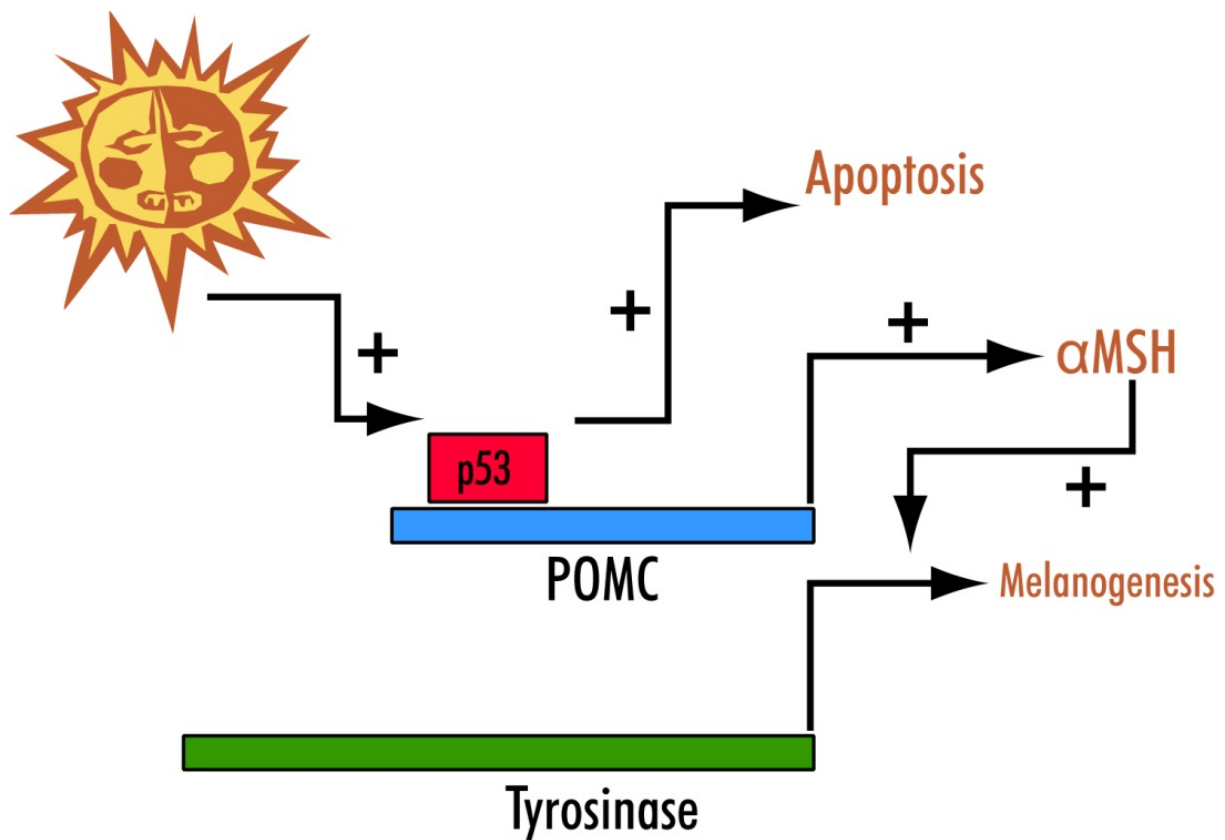 Apoptosis
+
+
+
αMSH
p53
+
POMC
Melanogenesis
Tyrosinase